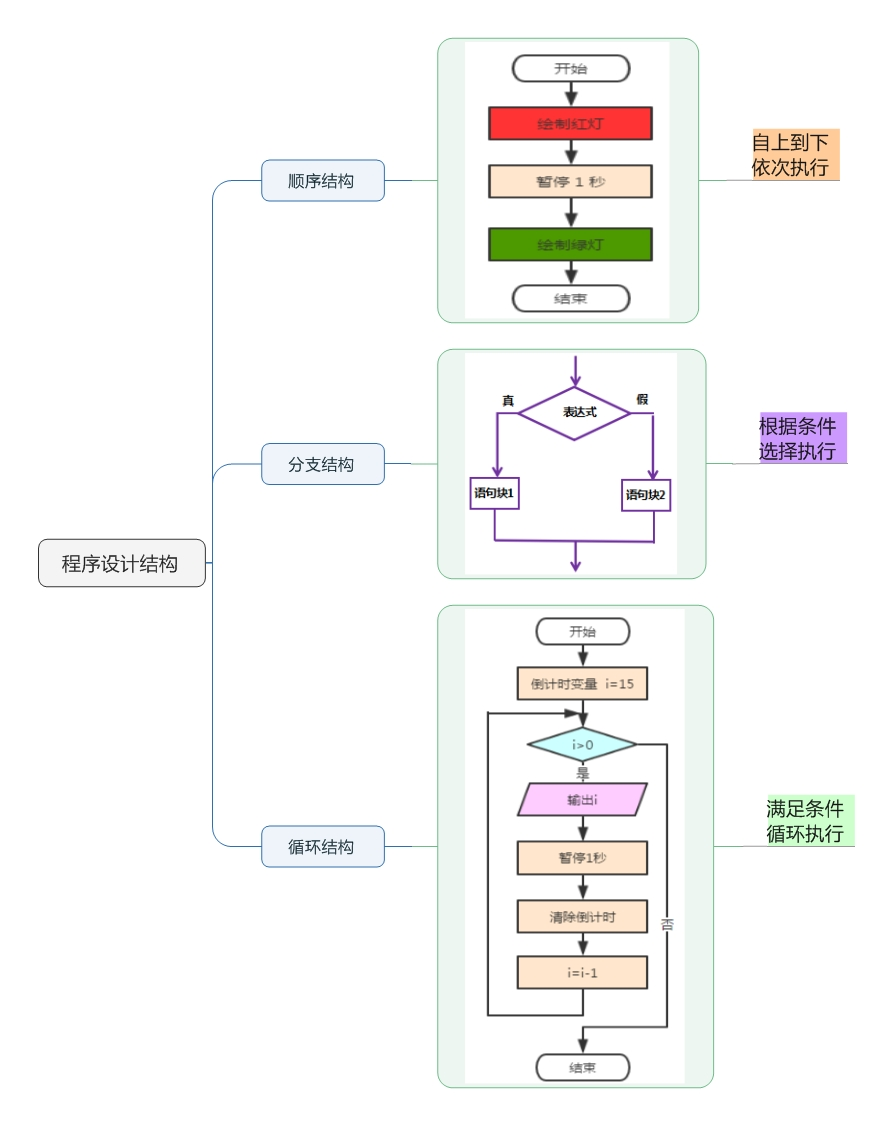 程序设计结构
顺序结构
开始
绘制红灯
暂停 1 秒
绘制绿灯
结束
自上到下
依次执行
分支结构
真
表达式
假
语句块1
语句块2
根据条件
选择执行
循环结构
开始
倒计时变量 i=15
i>0
是
输出i
暂停1秒
清除倒计时
否
i=i-1
结束
满足条件
循环执行